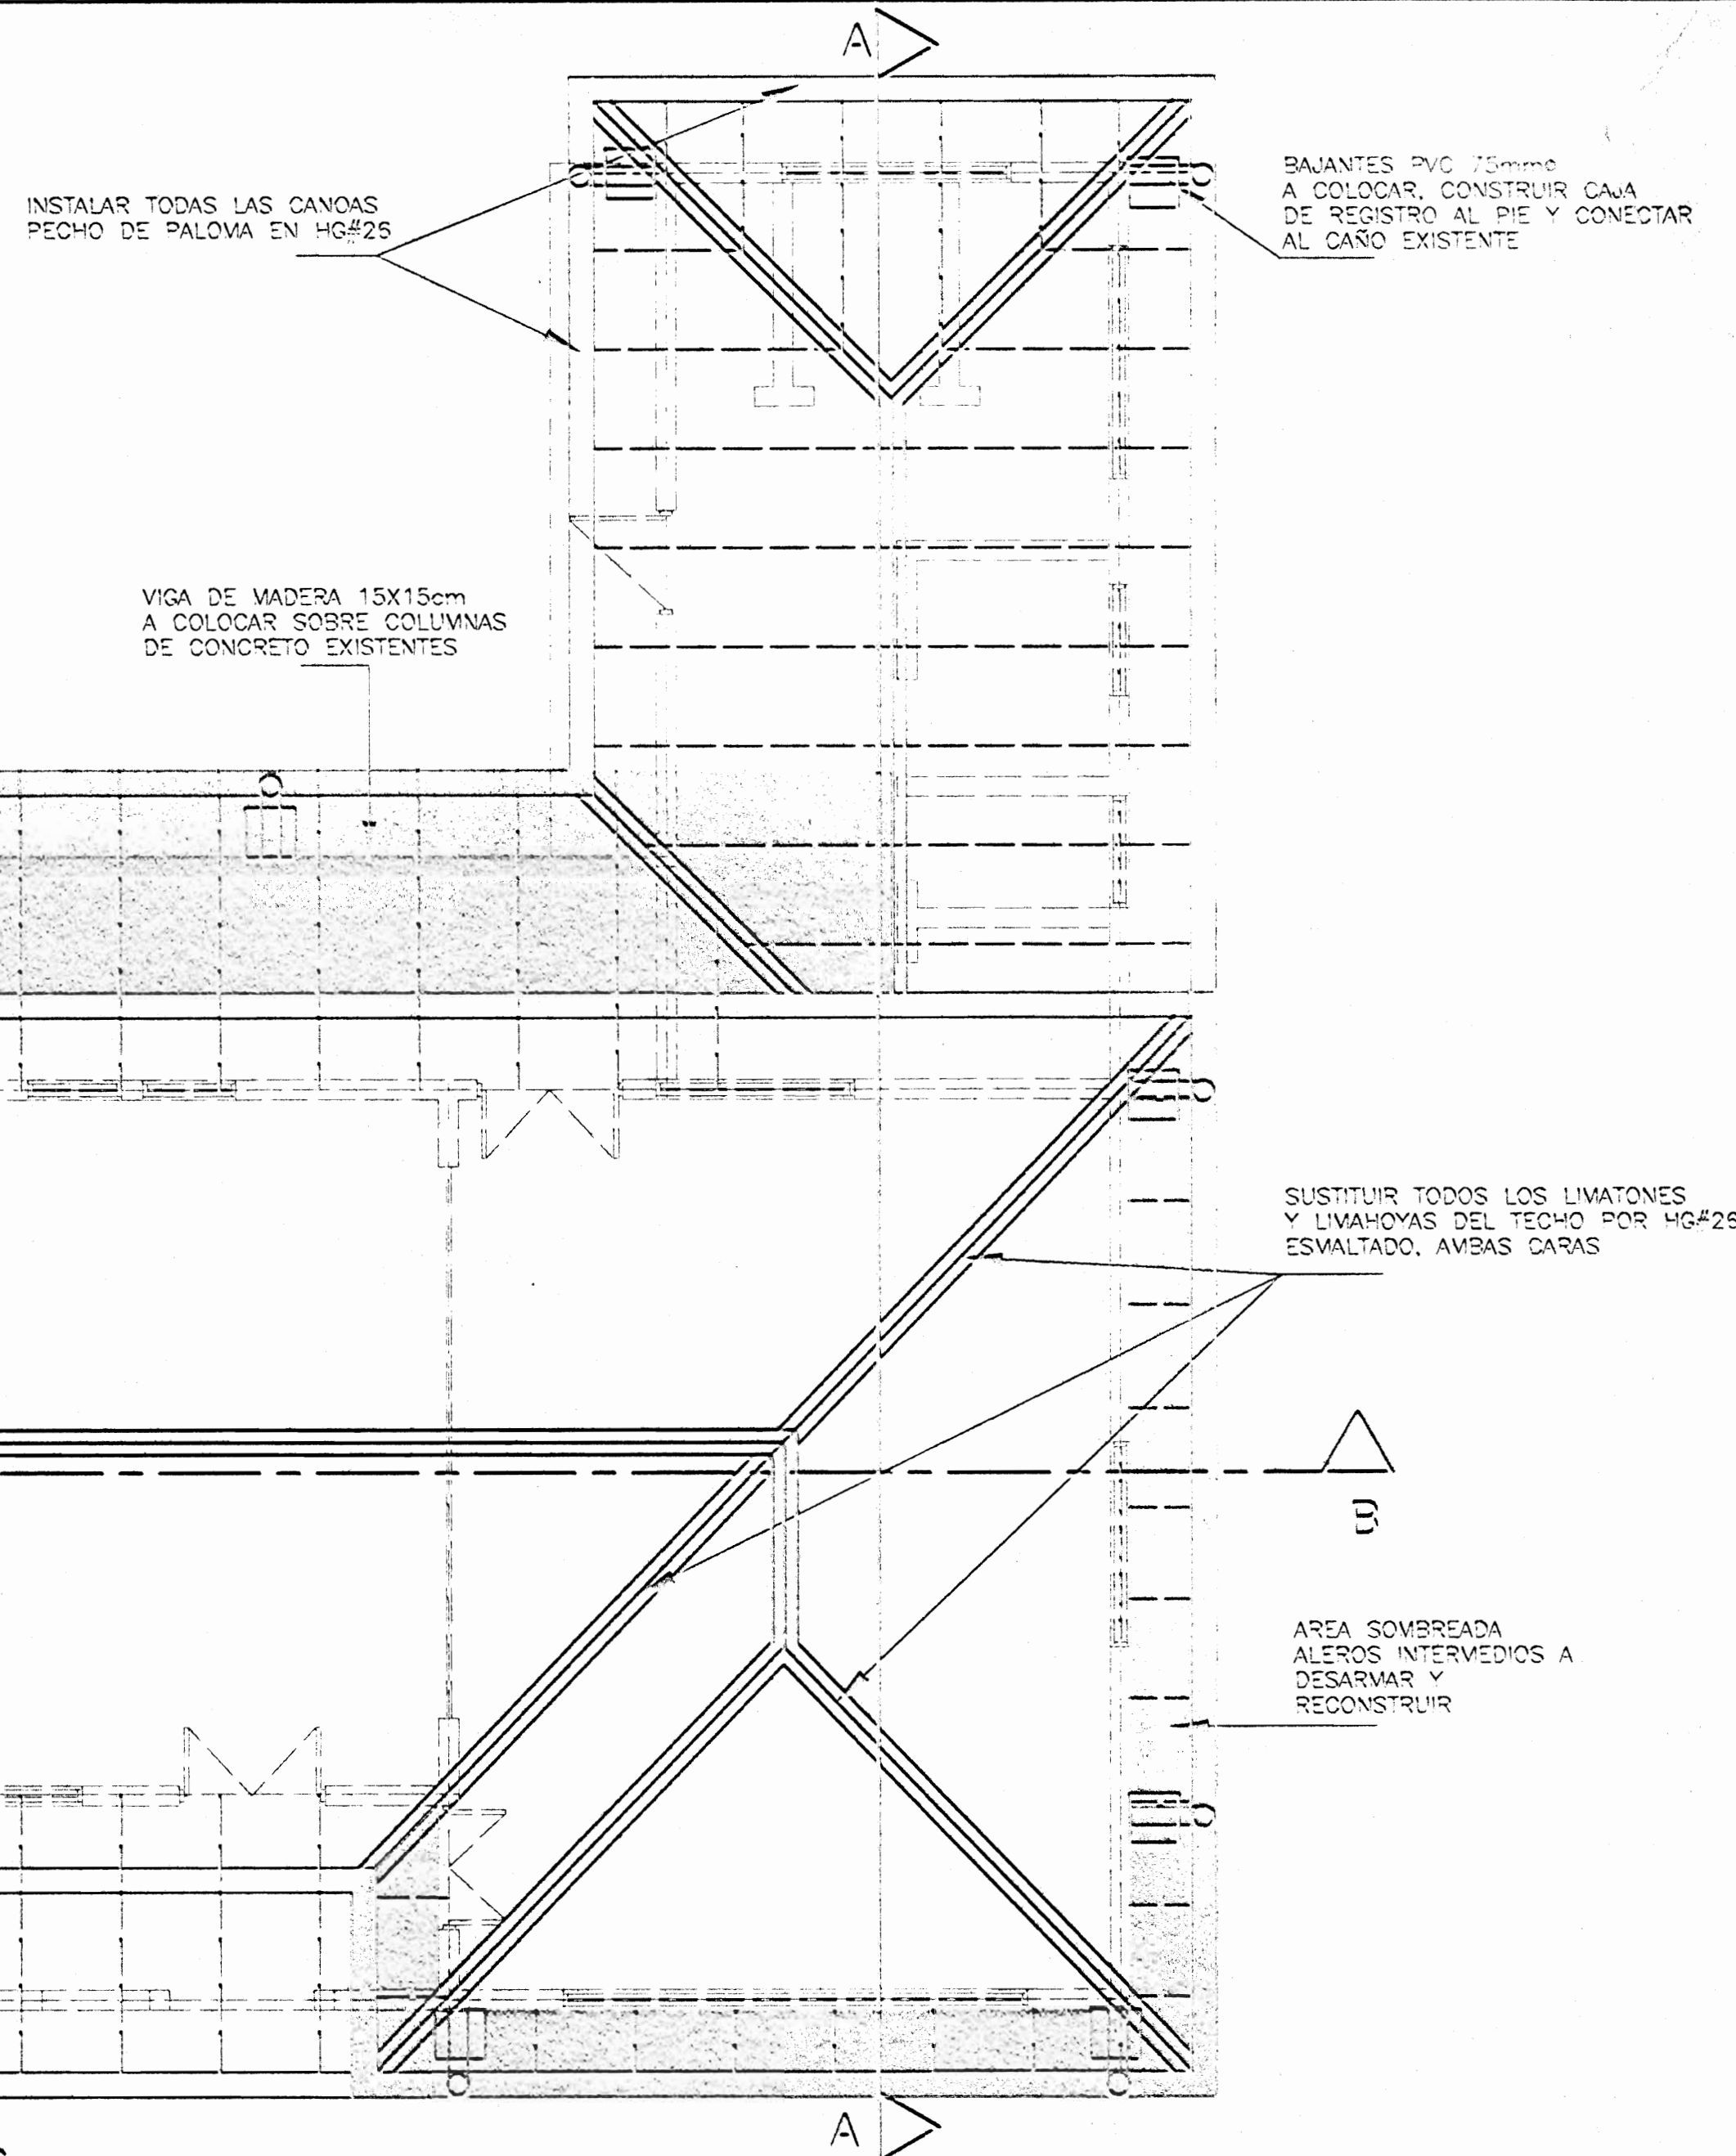 A
INSTALAR TODAS LAS CANOAS
PECHO DE PALOMA EN HG#26
BAJANTES PVC 75mmø
A COLOCAR, CONSTRUIR CAJA
DE REGISTRO AL PIE Y CONECTAR
AL CAÑO EXISTENTE
VIGA DE MADERA 15X15cm
A COLOCAR SOBRE COLUMNAS
DE CONCRETO EXISTENTES
SUSTITUIR TODOS LOS LIMATONES
Y LIMAHOYAS DEL TECHO POR HG#26
ESMALTADO, AMBAS CARAS
B
AREA SOMBREADA
ALEROS INTERMEDIOS A
DESARMAR Y
RECONSTRUIR
A